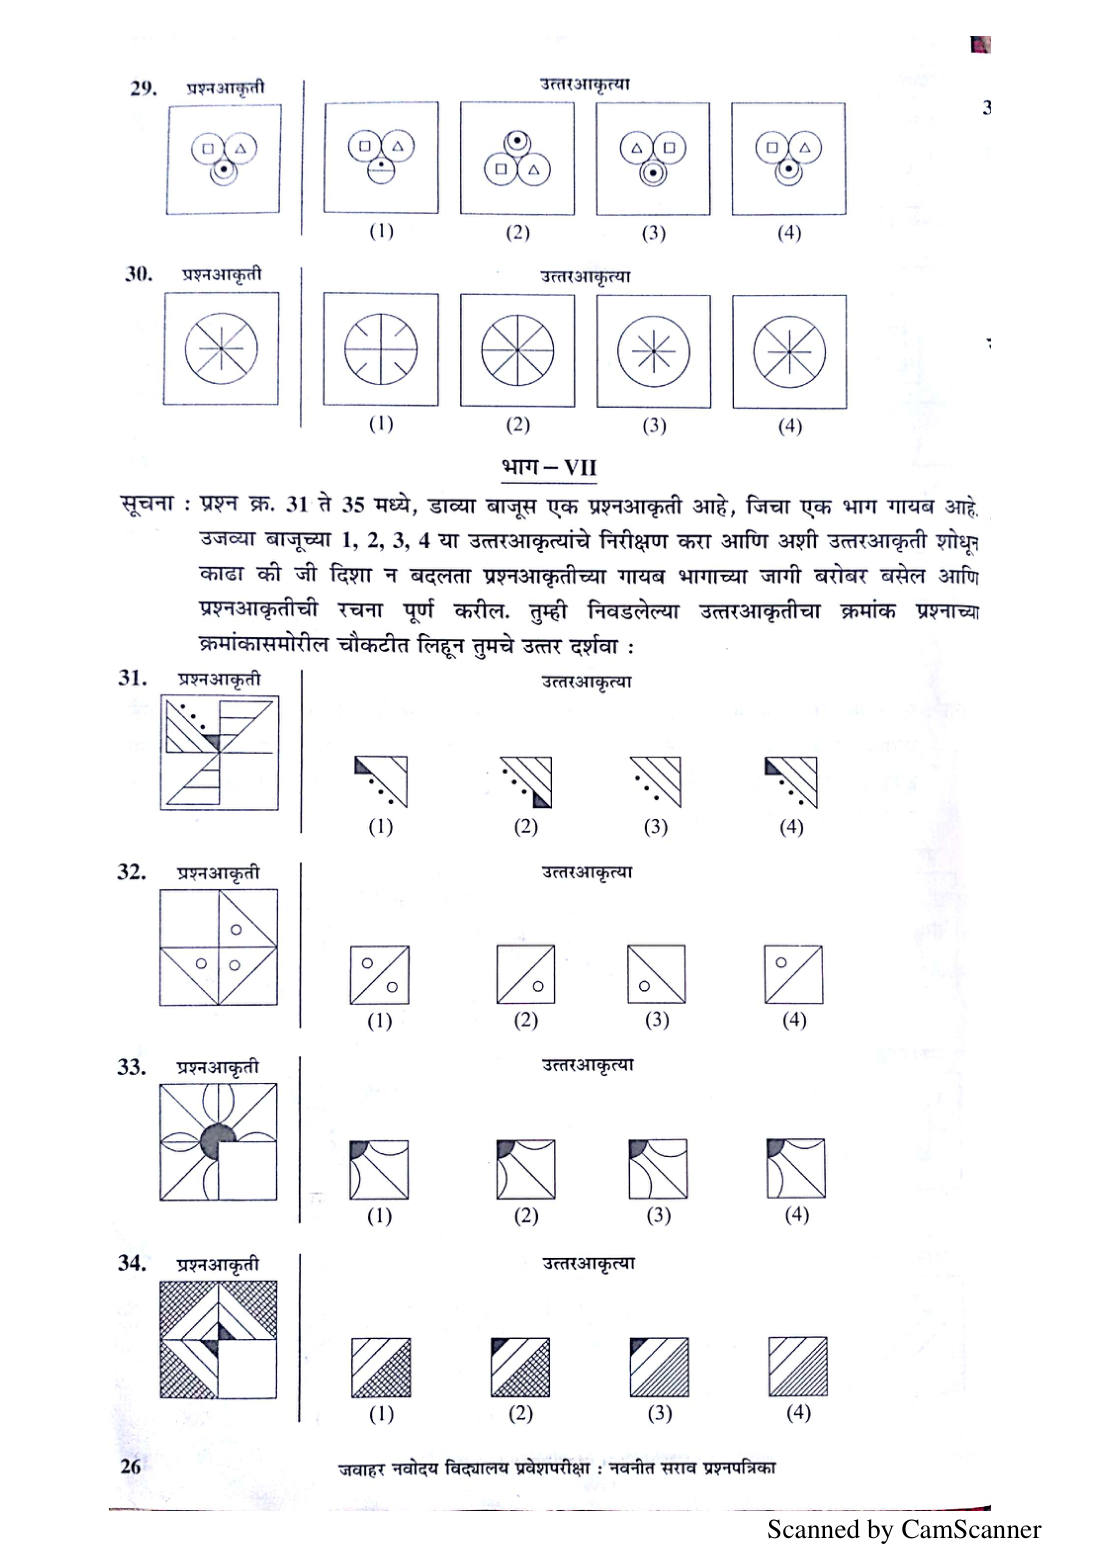 29. प्रश्नआकृती उत्तरआकृत्या
(1) (2) (3) (4)
30. प्रश्नआकृती उत्तरआकृत्या
(1) (2) (3) (4)
भाग – VII
सूचना : प्रश्न क्र. 31 ते 35 मध्ये, डाव्या बाजूस एक प्रश्नआकृती आहे, जिचा एक भाग गायब आहे.
उजव्या बाजूच्या 1, 2, 3, 4 या उत्तरआकृत्यांचे निरीक्षण करा आणि अशी उत्तरआकृती शोधून
काढा की जी दिशा न बदलता प्रश्नआकृतीच्या गायब भागाच्या जागी बरोबर बसेल आणि
प्रश्नआकृतीची रचना पूर्ण करील. तुम्ही निवडलेल्या उत्तरआकृतीचा क्रमांक प्रश्नाच्या
क्रमांकासमोरील चौकटीत लिहून तुमचे उत्तर दर्शवा :
31. प्रश्नआकृती उत्तरआकृत्या
(1) (2) (3) (4)
32. प्रश्नआकृती उत्तरआकृत्या
(1) (2) (3) (4)
33. प्रश्नआकृती उत्तरआकृत्या
(1) (2) (3) (4)
34. प्रश्नआकृती उत्तरआकृत्या
(1) (2) (3) (4)
26 जवाहर नवोदय विद्यालय प्रवेशपरीक्षा : नवनीत सराव प्रश्नपत्रिका
Scanned by CamScanner